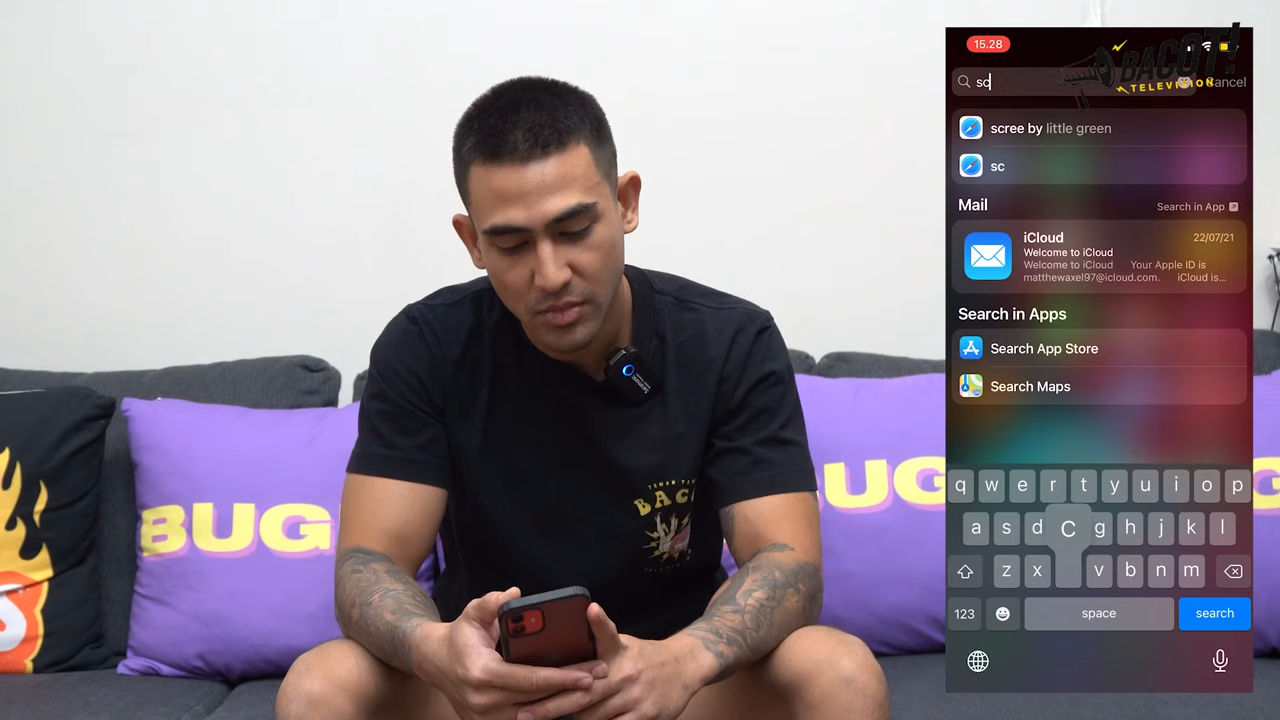 15.28
BACOT!
TELEVISION
sc
Cancel
scree by little green
sc
Mail
Search in App
iCloud
22/07/21
Welcome to iCloud
Welcome to iCloud Your Apple ID is
matthewaxel97@icloud.com. iCloud is...
Search in Apps
Search App Store
Search Maps
q w e r t y u i o p
a s d C g h j k l
z x v b n m
123
space
search
BUG
UG
G
BAC